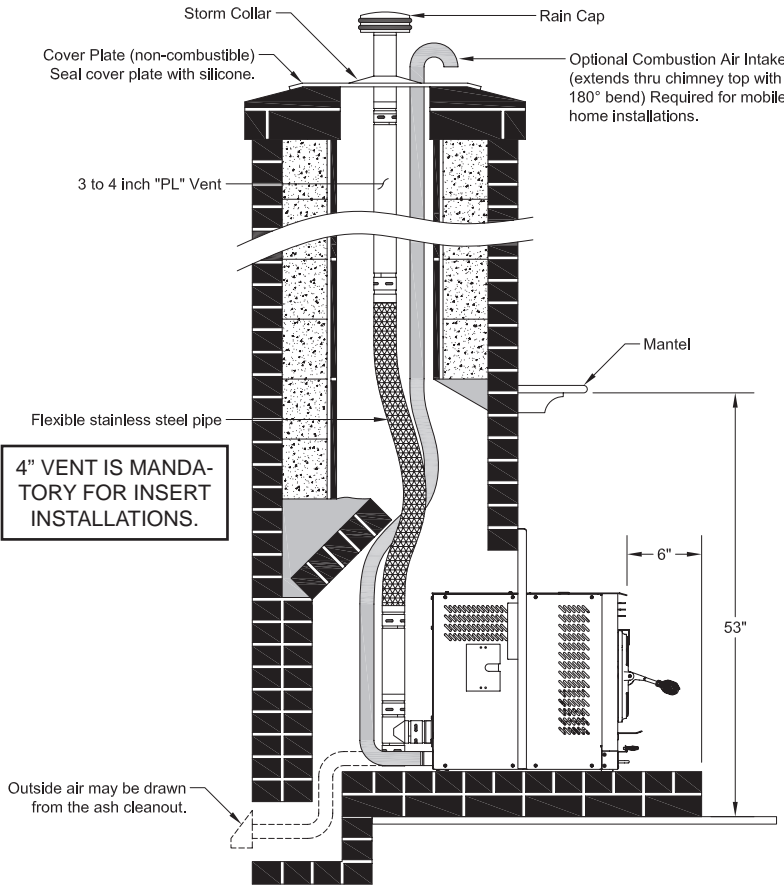 Storm Collar
Rain Cap
Cover Plate (non-combustible)
Seal cover plate with silicone.
Optional Combustion Air Intake
(extends thru chimney top with
180° bend) Required for mobile
home installations.
3 to 4 inch "PL" Vent
Mantel
Flexible stainless steel pipe
4” VENT IS MANDA-
TORY FOR INSERT
INSTALLATIONS.
6"
53"
Outside air may be drawn
from the ash cleanout.